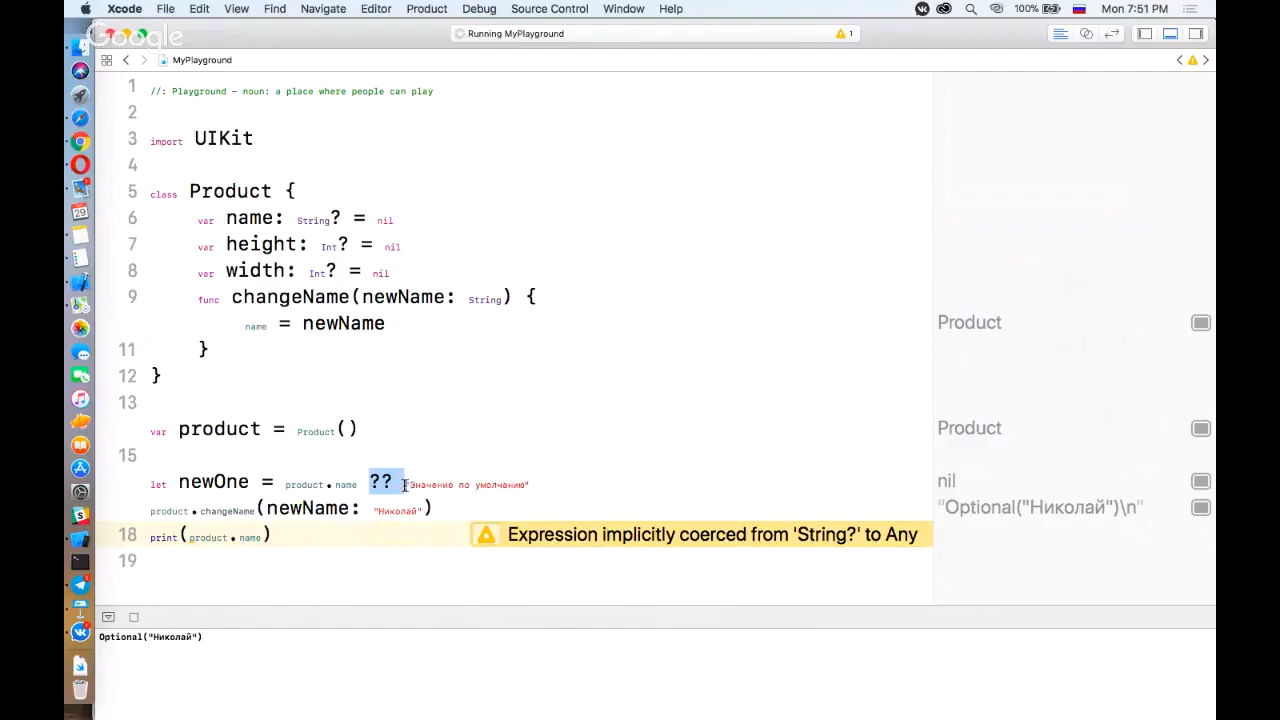 Xcode File Edit View Find Navigate Editor Product Debug Source Control Window Help 100% Mon 7:51 PM
Google
Running MyPlayground 1
MyPlayground
1 //: Playground - noun: a place where people can play
2
3 import UIKit
4
5 class Product {
6 var name: String? = nil
7 var height: Int? = nil
8 var width: Int? = nil
9 func changeName(newName: String) {
name = newName Product
11 }
12 }
13
var product = Product() Product
15
let newOne = product.name ?? "Значение по умолчанию" nil
product.changeName(newName: "Николай") "Optional("Николай")\n"
18 print(product.name) Expression implicitly coerced from 'String?' to Any
19
Optional("Николай")